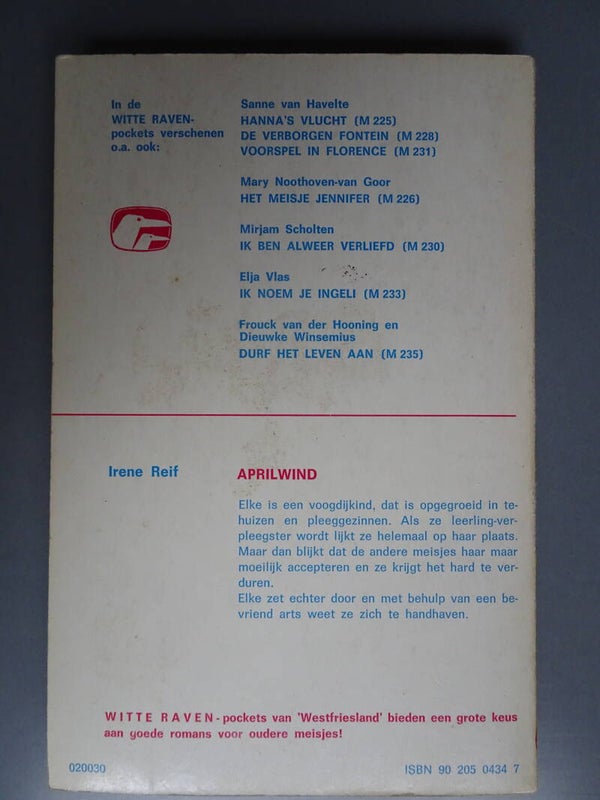 In de
WITTE RAVEN-
pockets verschenen
o.a. ook:
Sanne van Havelte
HANNA'S VLUCHT (M 225)
DE VERBORGEN FONTEIN (M 228)
VOORSPEL IN FLORENCE (M 231)
Mary Noothoven-van Goor
HET MEISJE JENNIFER (M 226)
Mirjam Scholten
IK BEN ALWEER VERLIEFD (M 230)
Elja Vlas
IK NOEM JE INGELI (M 233)
Frouck van der Hooning en
Dieuwke Winsemius
DURF HET LEVEN AAN (M 235)
Irene Reif
APRILWIND
Elke is een voogdijkind, dat is opgegroeid in te-
huizen en pleeggezinnen. Als ze leerling-ver-
pleegster wordt lijkt ze helemaal op haar plaats.
Maar dan blijkt dat de andere meisjes haar maar
moeilijk accepteren en ze krijgt het hard te ver-
duren.
Elke zet echter door en met behulp van een be-
vriend arts weet ze zich te handhaven.
WITTE RAVEN-pockets van 'Westfriesland' bieden een grote keus
aan goede romans voor oudere meisjes!
020030
ISBN 90 205 0434 7